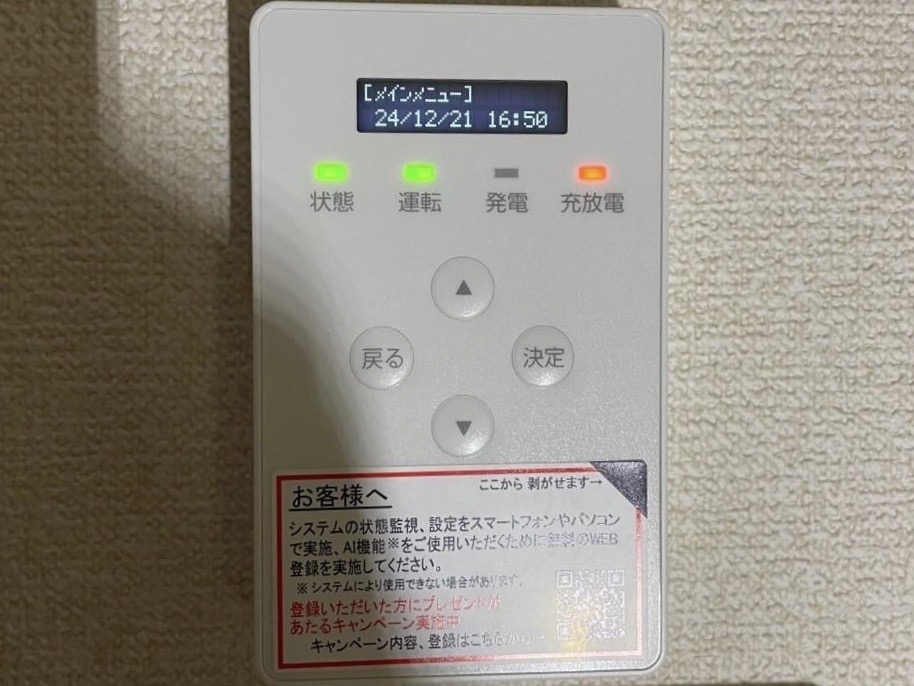 [メインメニュー]
24/12/21 16:50
状態 運転 発電 充放電
▲
戻る 決定
▼
ここから 剥がせます→
お客様へ
システムの状態監視、設定をスマートフォンやパソコン
で実施、AI機能※をご使用いただくために無料のWEB
登録を実施してください。
※ システムにより使用できない場合があります。
登録いただいた方にプレゼントが
あたるキャンペーン実施中
キャンペーン内容、登録はこちらから→